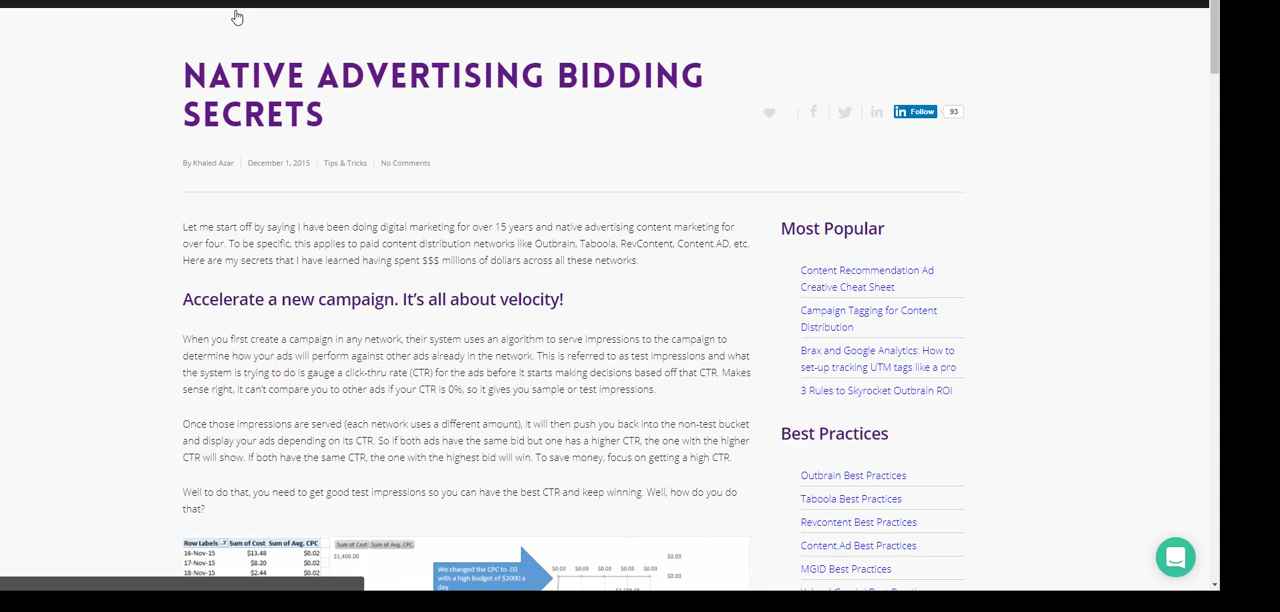 NATIVE ADVERTISING BIDDING
SECRETS
Follow
93
By Khaled Azar
December 1, 2015
Tips & Tricks
No Comments
Let me start off by saying I have been doing digital marketing for over 15 years and native advertising content marketing for
over four. To be specific, this applies to paid content distribution networks like Outbrain, Taboola, RevContent, Content.AD, etc.
Here are my secrets that I have learned having spent $$$ millions of dollars across all these networks.
Accelerate a new campaign. It's all about velocity!
When you first create a campaign in any network, their system uses an algorithm to serve impressions to the campaign to
determine how your ads will perform against other ads already in the network. This is referred to as test impressions and what
the system is trying to do is gauge a click-thru rate (CTR) for the ads before it starts making decisions based off that CTR. Makes
sense right, it can't compare you to other ads if your CTR is 0%, so it gives you sample or test impressions.
Once those impressions are served (each network uses a different amount), it will then push you back into the non-test bucket
and display your ads depending on its CTR. So if both ads have the same bid but one has a higher CTR, the one with the higher
CTR will show. If both have the same CTR, the one with the highest bid will win. To save money, focus on getting a high CTR.
Well to do that, you need to get good test impressions so you can have the best CTR and keep winning. Well, how do you do
that?
Row Labels Sum of Cost Sum of Avg. CPC
16-Nov-15 $13.48 $0.02
17-Nov-15 $8.20 $0.02
18-Nov-15 $2.44 $0.02
Sum of Cost Sum of Avg. CPC
$1,400.00
We changed the CPC to .03
with a high budget of $2000 a
day
$0.03 $0.03 $0.03 $0.03 $0.03
$0.03
$0.03
Most Popular
Content Recommendation Ad
Creative Cheat Sheet
Campaign Tagging for Content
Distribution
Brax and Google Analytics: How to
set-up tracking UTM tags like a pro
3 Rules to Skyrocket Outbrain ROI
Best Practices
Outbrain Best Practices
Taboola Best Practices
Revcontent Best Practices
Content.Ad Best Practices
MGID Best Practices